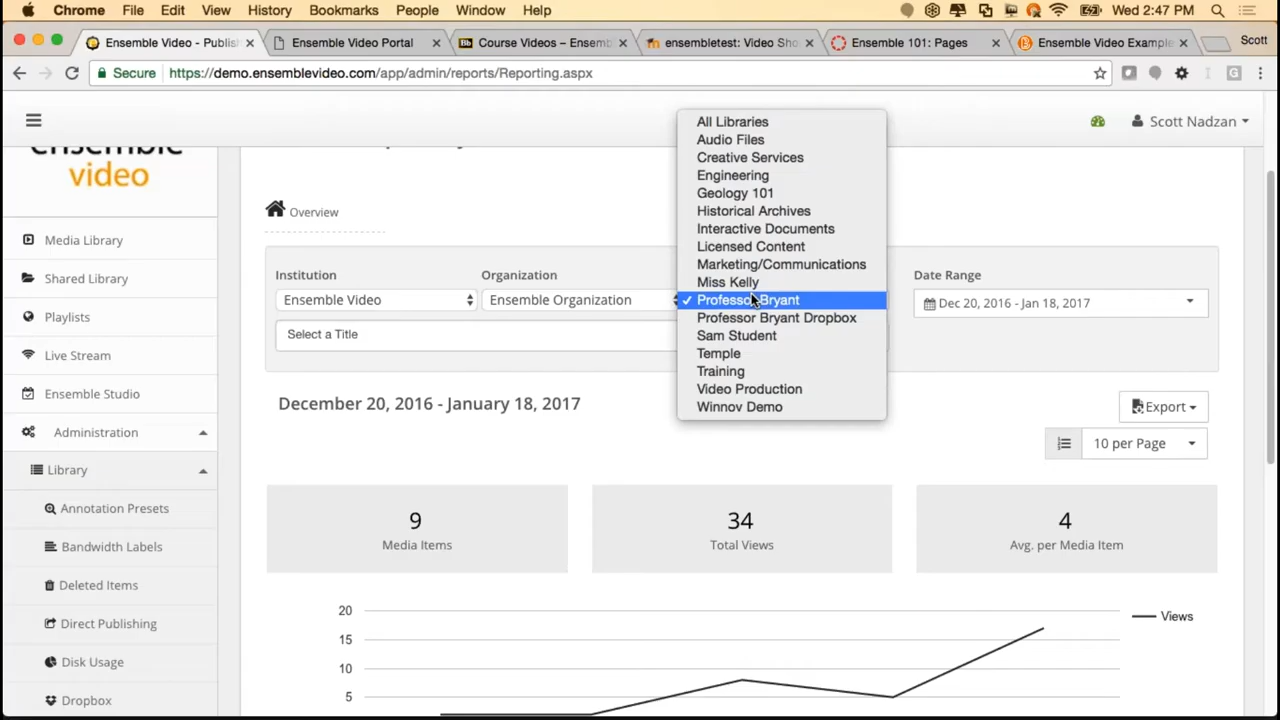 Chrome File Edit View History Bookmarks People Window Help Wed 2:47 PM
Ensemble Video - Publis Ensemble Video Portal Course Videos – Ensemb ensembletest: Video Sho Ensemble 101: Pages Ensemble Video Example Scott
Secure https://demo.ensemblevideo.com/app/admin/reports/Reporting.aspx
Scott Nadzan
ensemble
video
Media Library
Shared Library
Playlists
Live Stream
Ensemble Studio
Administration
Library
Annotation Presets
Bandwidth Labels
Deleted Items
Direct Publishing
Disk Usage
Dropbox
Overview
Institution
Ensemble Video
Organization
Ensemble Organization
All Libraries
Audio Files
Creative Services
Engineering
Geology 101
Historical Archives
Interactive Documents
Licensed Content
Marketing/Communications
Miss Kelly
Professor Bryant
Professor Bryant Dropbox
Sam Student
Temple
Training
Video Production
Winnov Demo
Date Range
Dec 20, 2016 - Jan 18, 2017
Select a Title
December 20, 2016 - January 18, 2017
Export
10 per Page
9
Media Items
34
Total Views
4
Avg. per Media Item
20
15
10
5
Views